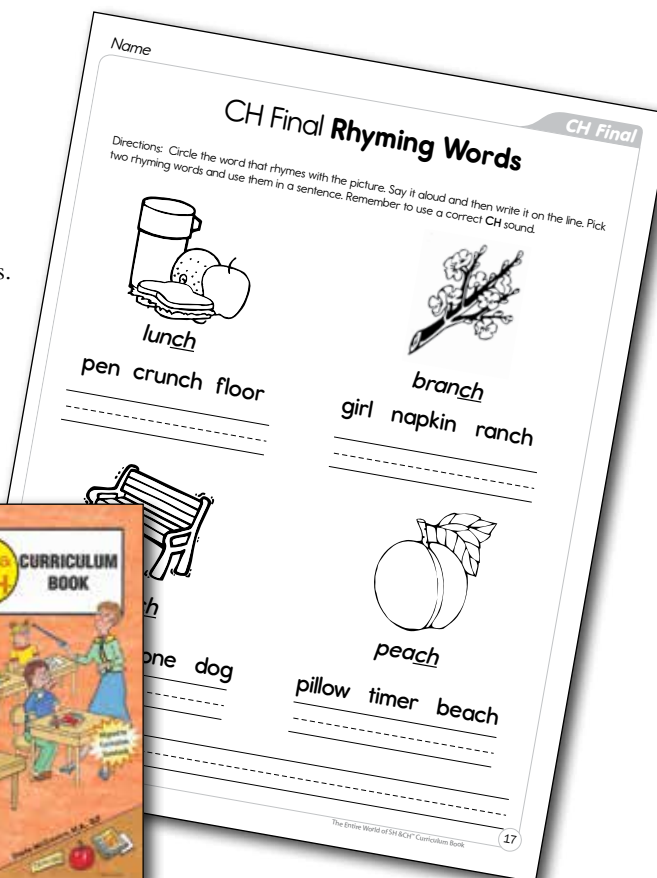 Name
CH Final
CH Final Rhyming Words
Directions: Circle the word that rhymes with the picture. Say it aloud and then write it on the line. Pick
two rhyming words and use them in a sentence. Remember to use a correct CH sound.
lunch
pen crunch floor
branch
girl napkin ranch
one dog
peach
pillow timer beach
The Entire World of SH &CH™ Curriculum Book
17
CURRICULUM
BOOK